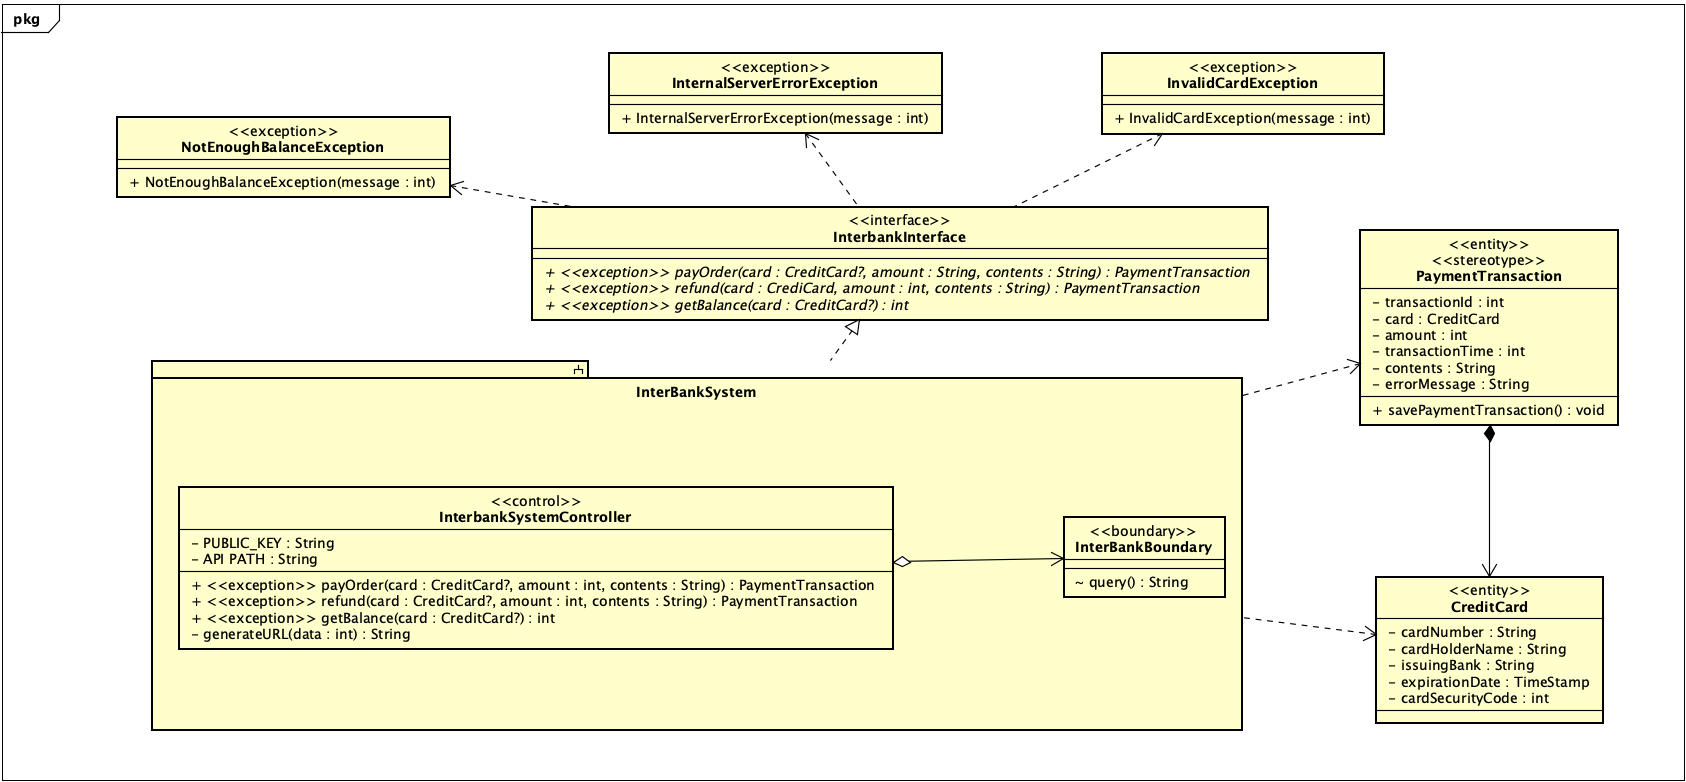 pkg
<<exception>>
InternalServerErrorException
+ InternalServerErrorException(message : int)
<<exception>>
InvalidCardException
+ InvalidCardException(message : int)
<<exception>>
NotEnoughBalanceException
+ NotEnoughBalanceException(message : int)
<<interface>>
InterbankInterface
+ <<exception>> payOrder(card : CreditCard?, amount : String, contents : String) : PaymentTransaction
+ <<exception>> refund(card : CrediCard, amount : int, contents : String) : PaymentTransaction
+ <<exception>> getBalance(card : CreditCard?) : int
<<entity>>
<<stereotype>>
PaymentTransaction
- transactionId : int
- card : CreditCard
- amount : int
- transactionTime : int
- contents : String
- errorMessage : String
+ savePaymentTransaction() : void
InterBankSystem
<<control>>
InterbankSystemController
- PUBLIC_KEY : String
- API PATH : String
+ <<exception>> payOrder(card : CreditCard?, amount : int, contents : String) : PaymentTransaction
+ <<exception>> refund(card : CreditCard?, amount : int, contents : String) : PaymentTransaction
+ <<exception>> getBalance(card : CreditCard?) : int
- generateURL(data : int) : String
<<boundary>>
InterBankBoundary
~ query() : String
<<entity>>
CreditCard
- cardNumber : String
- cardHolderName : String
- issuingBank : String
- expirationDate : TimeStamp
- cardSecurityCode : int